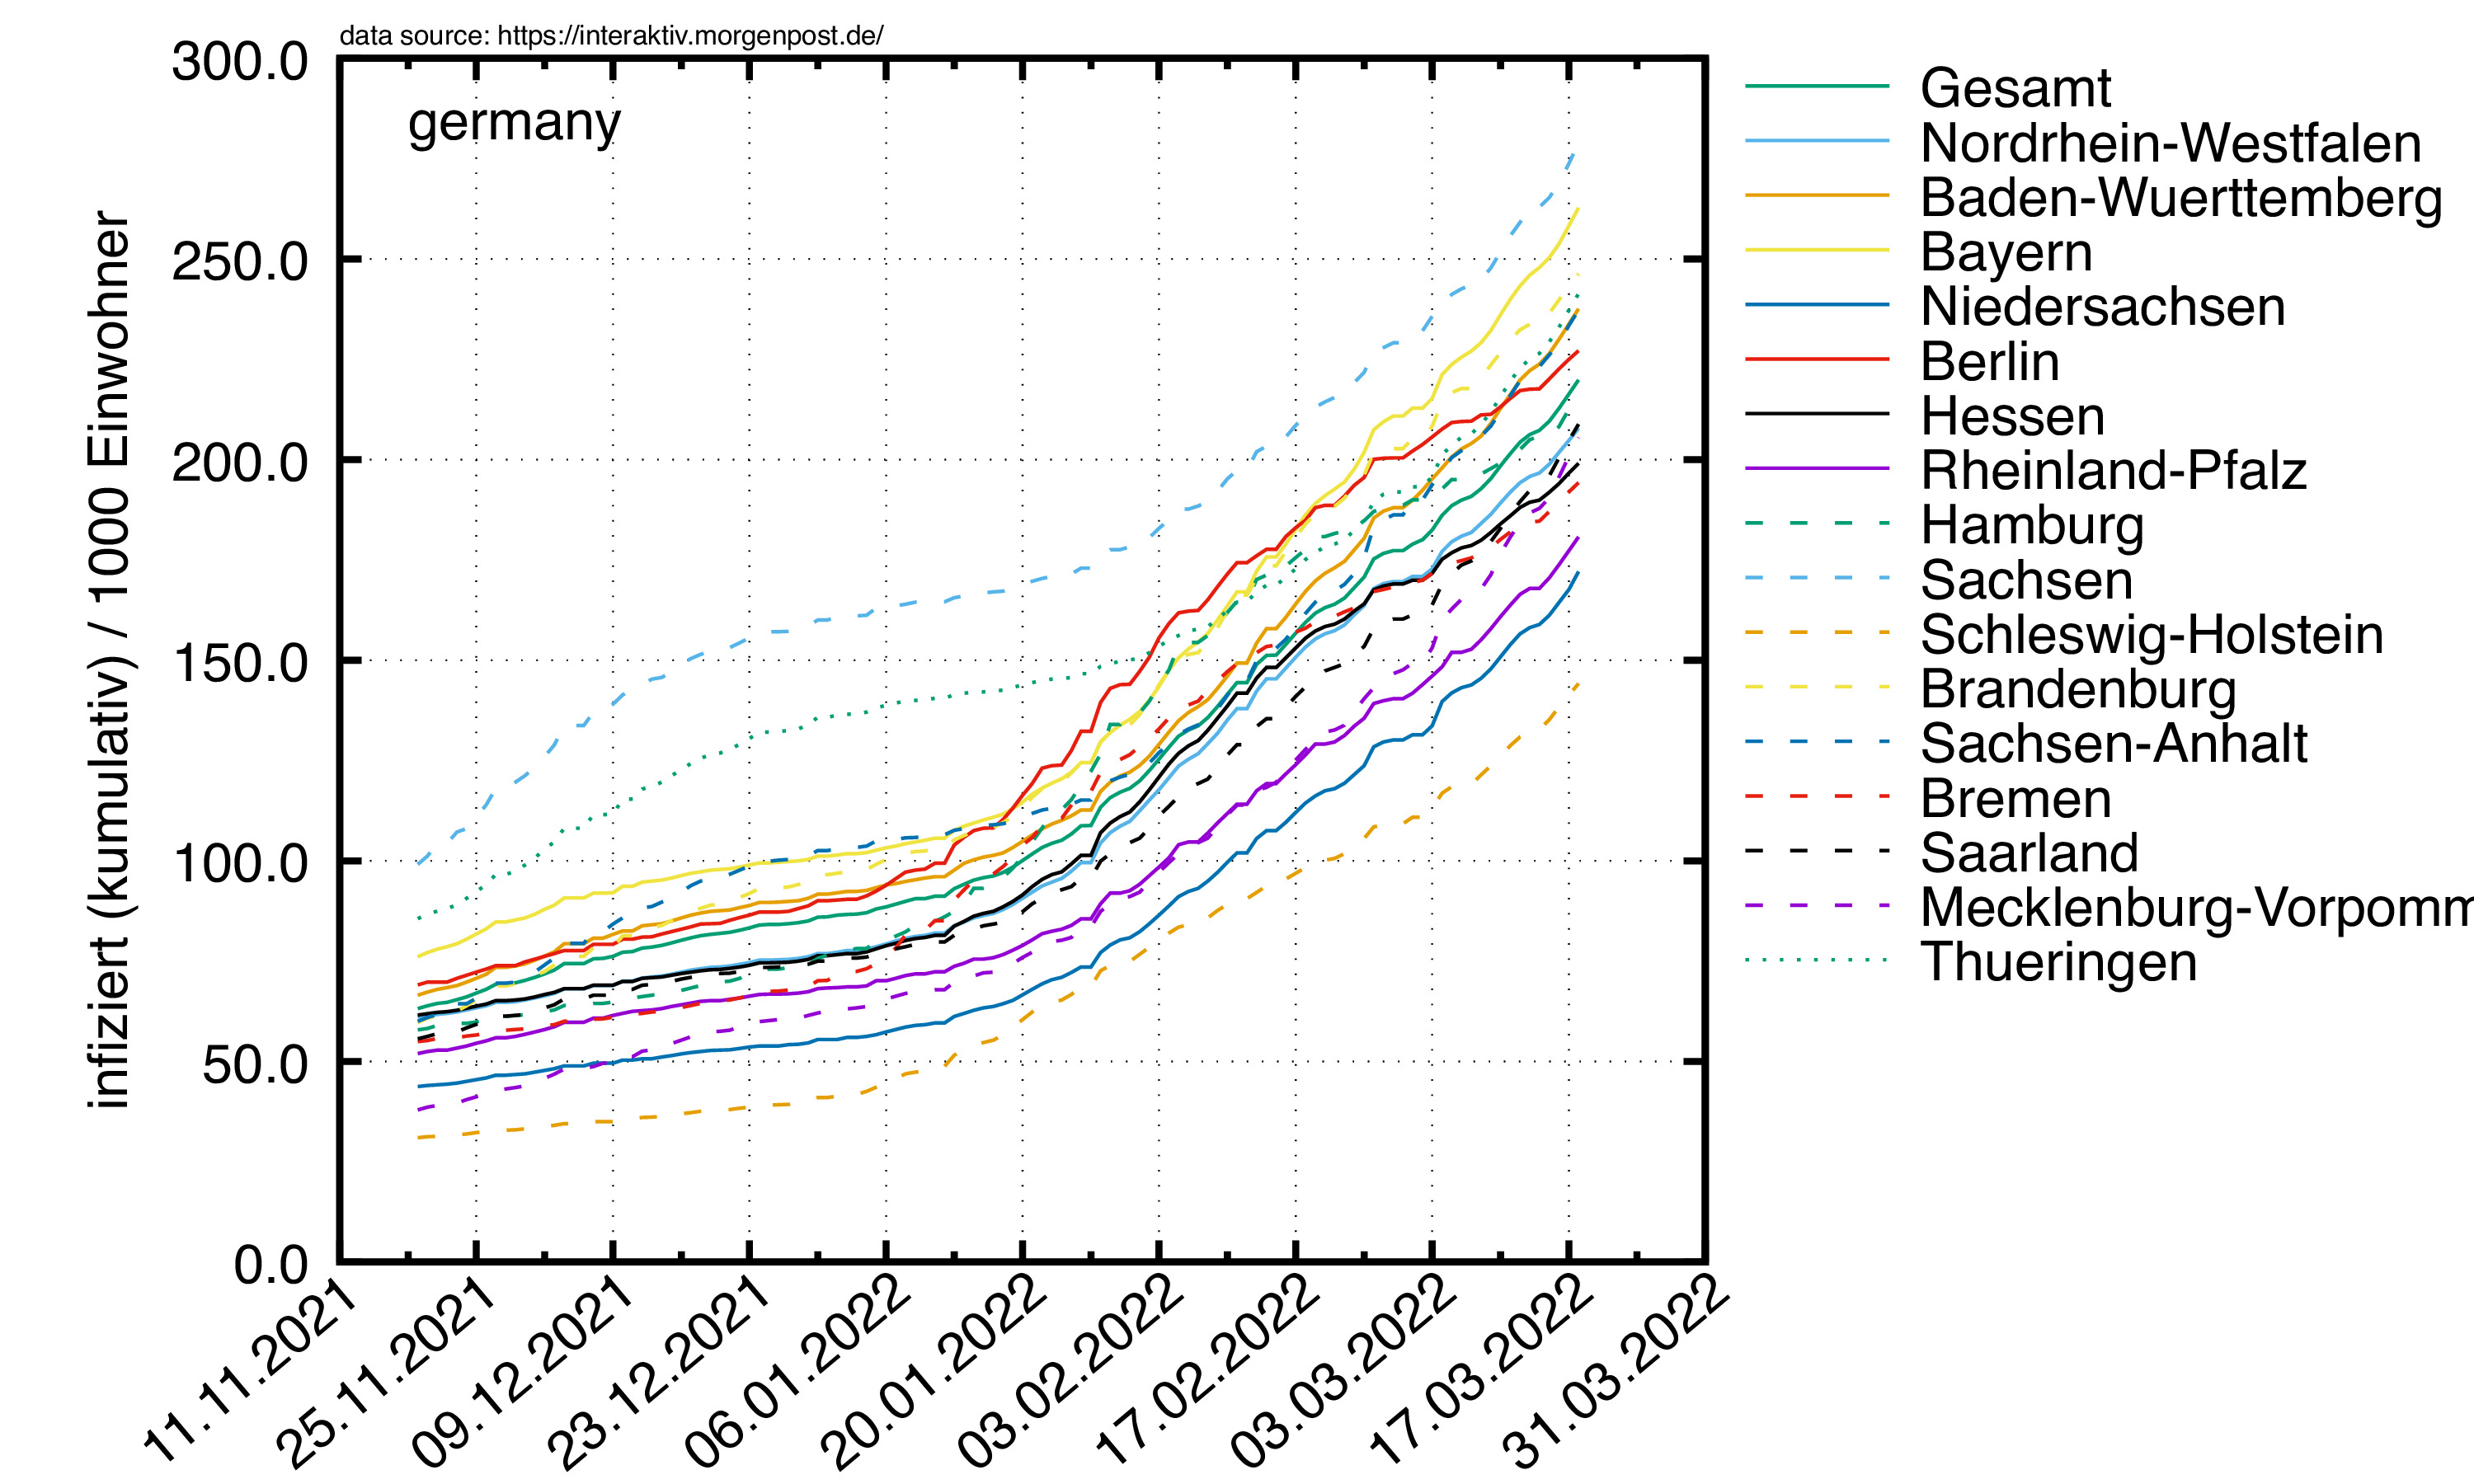 data source: https://interaktiv.morgenpost.de/
germany
infiziert (kumulativ) / 1000 Einwohner
300.0
250.0
200.0
150.0
100.0
50.0
0.0
11.11.2021
25.11.2021
09.12.2021
23.12.2021
06.01.2022
20.01.2022
03.02.2022
17.02.2022
03.03.2022
17.03.2022
31.03.2022
Gesamt
Nordrhein-Westfalen
Baden-Wuerttemberg
Bayern
Niedersachsen
Berlin
Hessen
Rheinland-Pfalz
Hamburg
Sachsen
Schleswig-Holstein
Brandenburg
Sachsen-Anhalt
Bremen
Saarland
Mecklenburg-Vorpomm
Thueringen